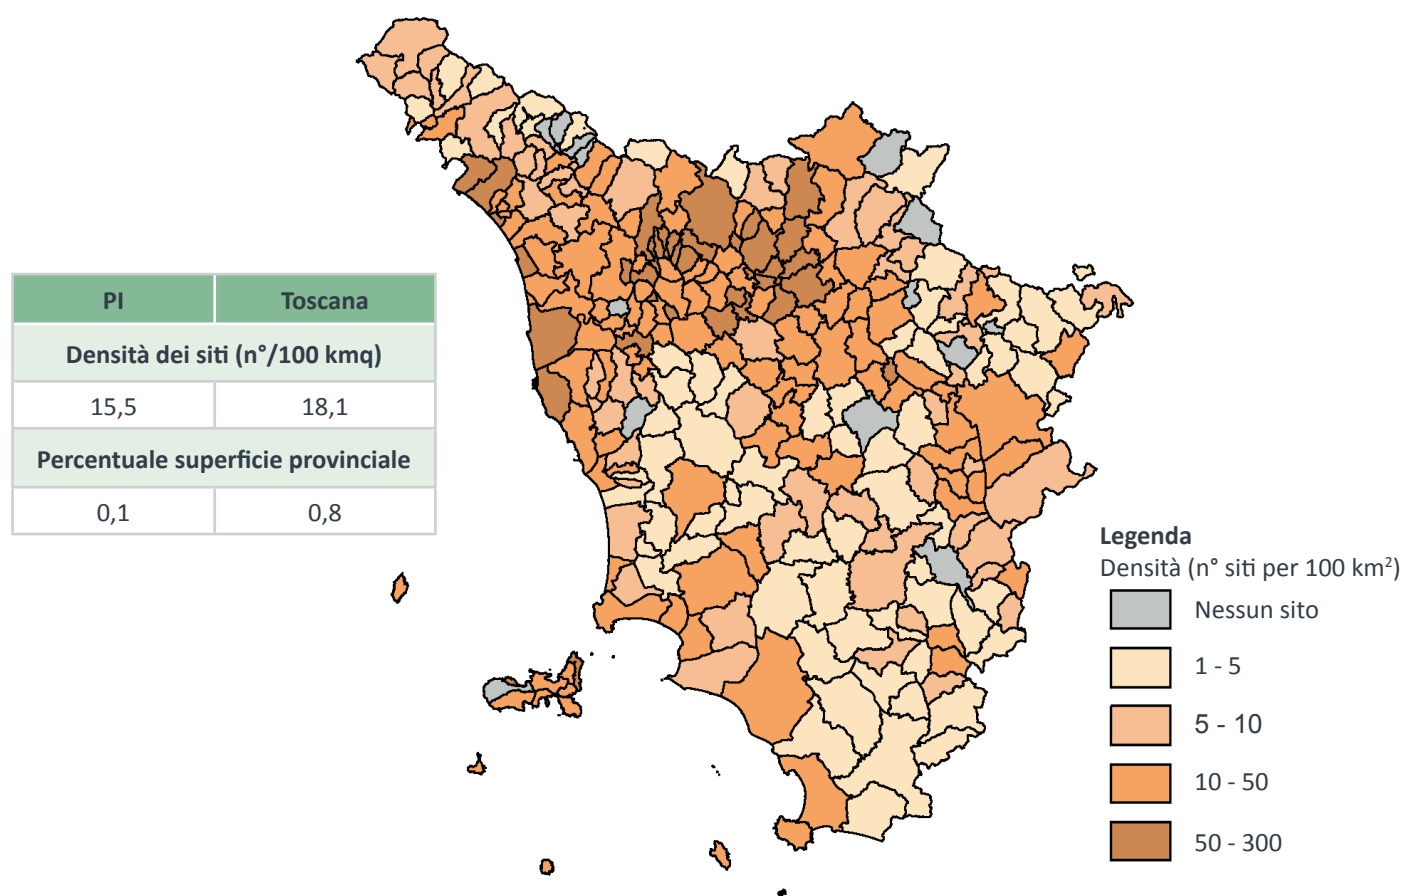 PI Toscana
Densità dei siti (n°/100 kmq)
15,5 18,1
Percentuale superficie provinciale
0,1 0,8
Legenda
Densità (n° siti per 100 km²)
Nessun sito
1 - 5
5 - 10
10 - 50
50 - 300